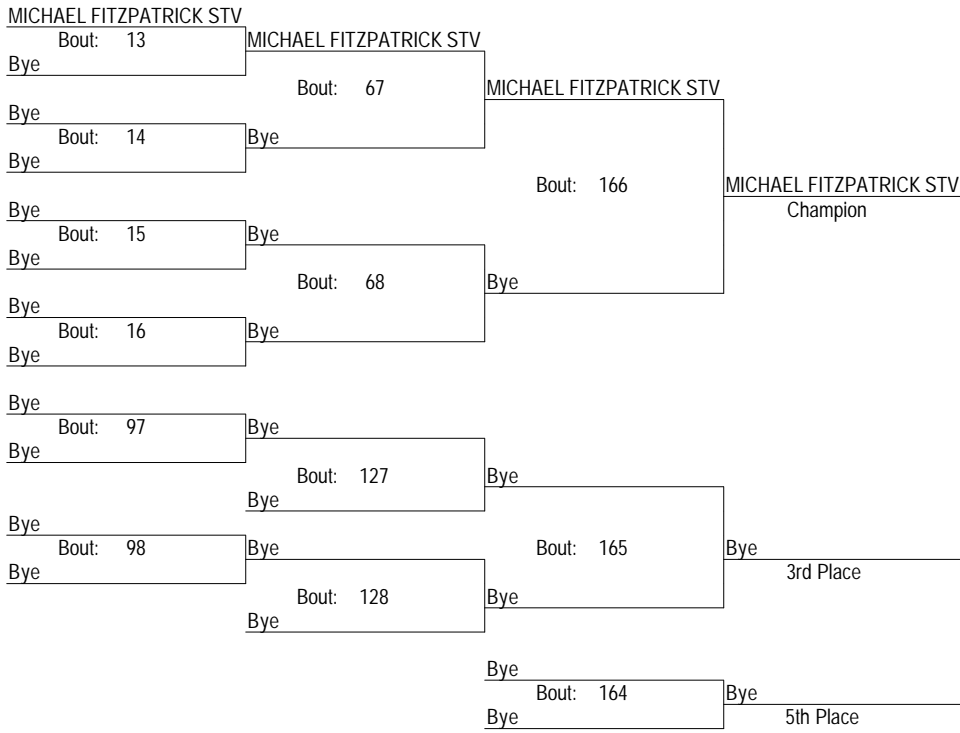 MICHAEL FITZPATRICK STV
Bout: 13
MICHAEL FITZPATRICK STV
Bye
Bout: 67
MICHAEL FITZPATRICK STV
Bye
Bout: 14
Bye
Bye
Bout: 166
MICHAEL FITZPATRICK STV
Champion
Bye
Bout: 15
Bye
Bye
Bout: 68
Bye
Bye
Bout: 16
Bye
Bye
Bye
Bout: 97
Bye
Bye
Bout: 127
Bye
Bye
Bye
Bout: 98
Bye
Bout: 165
Bye
Bye
3rd Place
Bout: 128
Bye
Bye
Bye
Bout: 164
Bye
Bye
5th Place